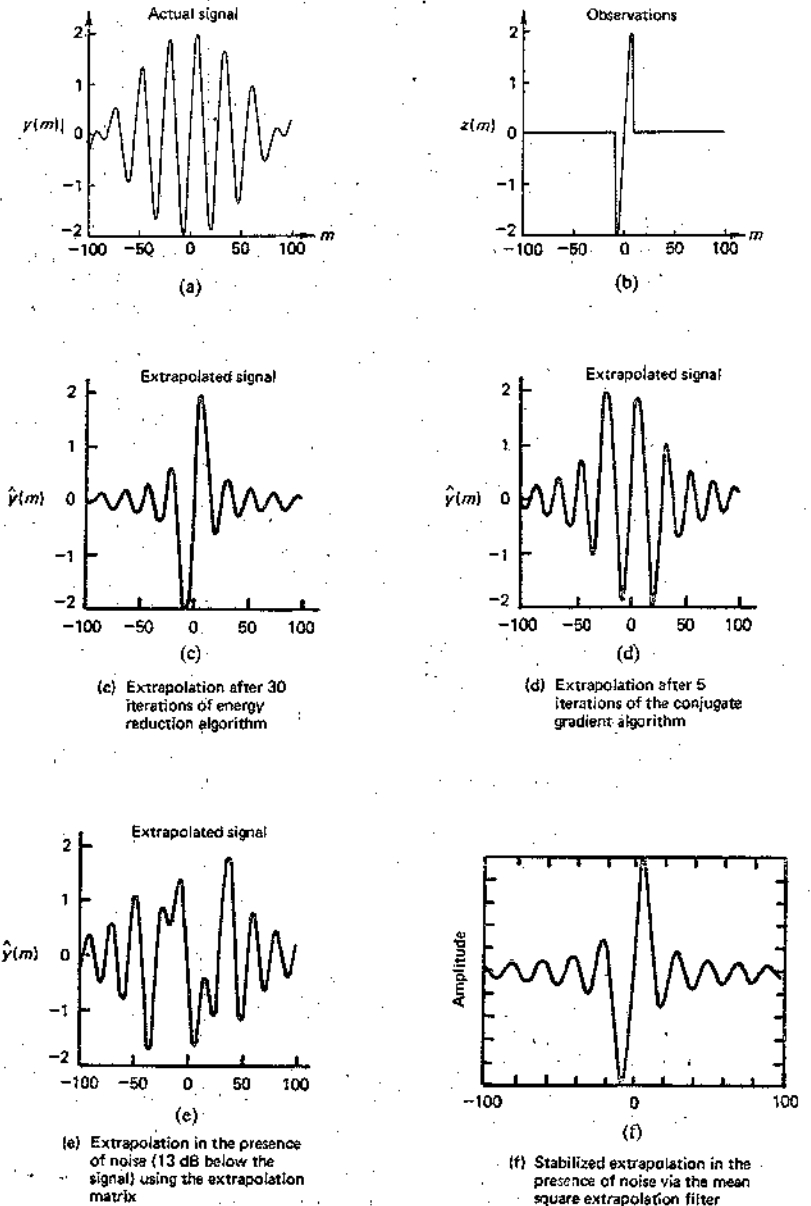 Actual signal
2
1
y(m)
0
−1
−2
−100 −50 0 50 100 m
(a)
Observations
2
1
z(m)
0
−1
−2
−100 −50 0 50 100 m
(b)
Extrapolated signal
2
1
ŷ(m)
0
−1
−2
−100 −50 0 50 100
(c)
(c) Extrapolation after 30
iterations of energy
reduction algorithm
Extrapolated signal
2
1
ŷ(m)
0
−1
−2
−100 −50 0 50 100
(d)
(d) Extrapolation after 5
iterations of the conjugate
gradient algorithm
Extrapolated signal
2
1
ŷ(m)
0
−1
−2
−100 −50 0 50 100
(e)
(e) Extrapolation in the presence
of noise (13 dB below the
signal) using the extrapolation
matrix
Amplitude
−100 0 100
(f)
(f) Stabilized extrapolation in the
presence of noise via the mean
square extrapolation filter